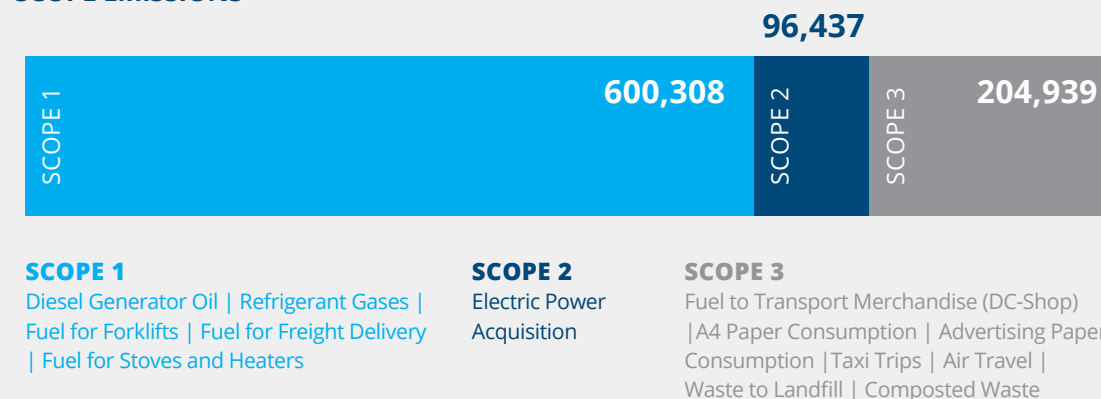 96,437
SCOPE 1
600,308
SCOPE 2
SCOPE 3
204,939
SCOPE 1
Diesel Generator Oil | Refrigerant Gases |
Fuel for Forklifts | Fuel for Freight Delivery
| Fuel for Stoves and Heaters
SCOPE 2
Electric Power
Acquisition
SCOPE 3
Fuel to Transport Merchandise (DC-Shop)
|A4 Paper Consumption | Advertising Paper
Consumption |Taxi Trips | Air Travel |
Waste to Landfill | Composted Waste